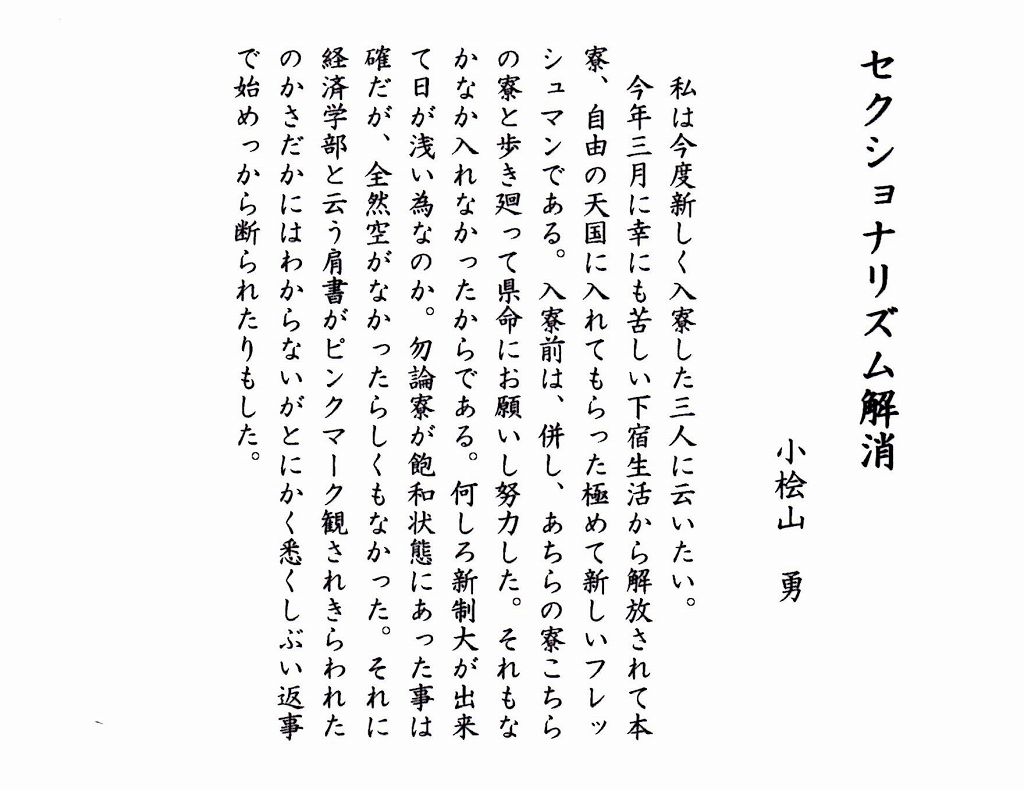 セクショナリズム解消
小桧山　勇
私は今度新しく入寮した三人に云いたい。
今年三月に幸にも苦しい下宿生活から解放されて本
寮、自由の天国に入れてもらった極めて新しいフレッ
シュマンである。入寮前は、併し、あちらの寮こちら
の寮と歩き廻って県命にお願いし努力した。それもな
かなか入れなかったからである。何しろ新制大が出来
て日が浅い為なのか。勿論寮が飽和状態にあった事は
確だが、全然空がなかったらしくもなかった。それに
経済学部と云う肩書がピンクマーク観されきらわれた
のかさだかにはわからないがとにかく悉くしぶい返事
で始めっから断られたりもした。